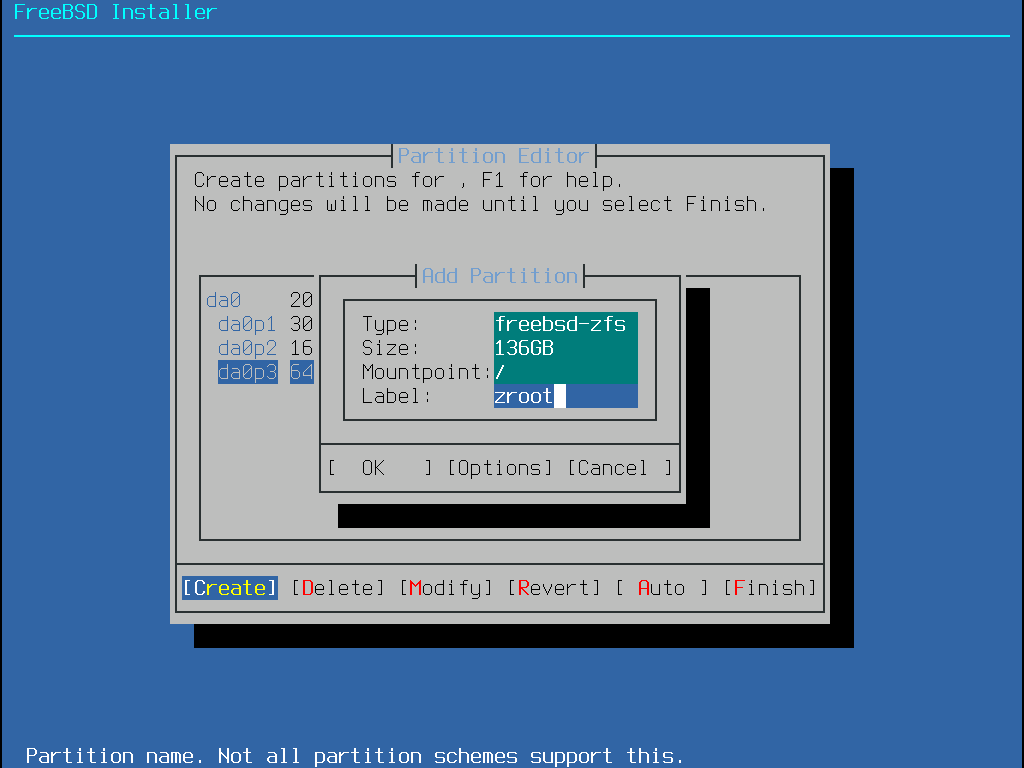 FreeBSD Installer
Partition Editor
Create partitions for , F1 for help.
No changes will be made until you select Finish.
Add Partition
da0 20
da0p1 30
da0p2 16
da0p3 64
Type: freebsd-zfs
Size: 136GB
Mountpoint: /
Label: zroot
[ OK ] [Options] [Cancel ]
[Create] [Delete] [Modify] [Revert] [ Auto ] [Finish]
Partition name. Not all partition schemes support this.